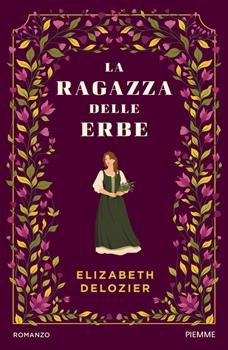 LA
RAGAZZA
DELLE
ERBE
ELIZABETH
DELOZIER
ROMANZO
PIEMME